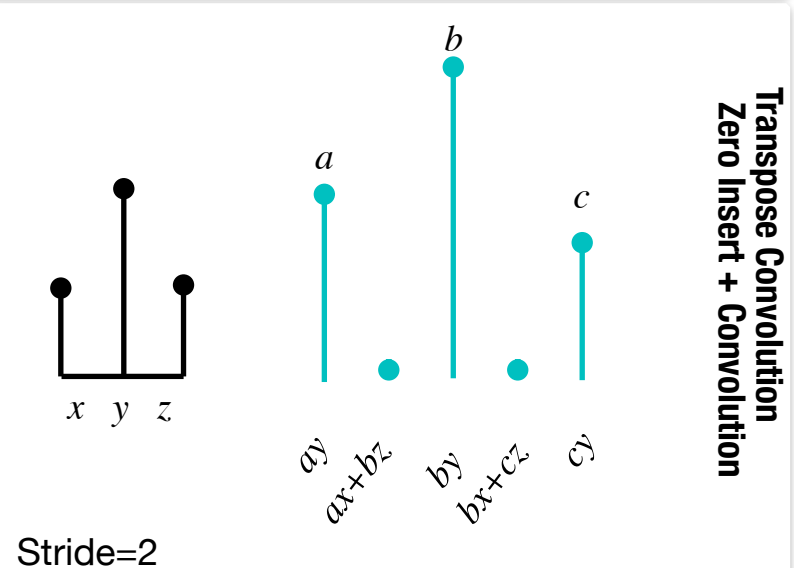 b
a
c
x y z
ay
ax+bz
by
bx+cz
cy
Stride=2
Transpose Convolution
Zero Insert + Convolution